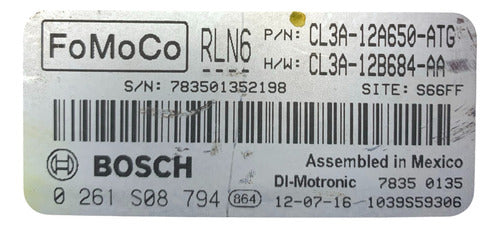 FoMoCo RLN6 P/N: CL3A-12A650-ATG
H/W: CL3A-12B684-AA
S/N: 783501352198 SITE: S66FF
BOSCH Assembled in Mexico
DI-Motronic 7835 0135
0 261 S08 794 864 12-07-16 1039S59306